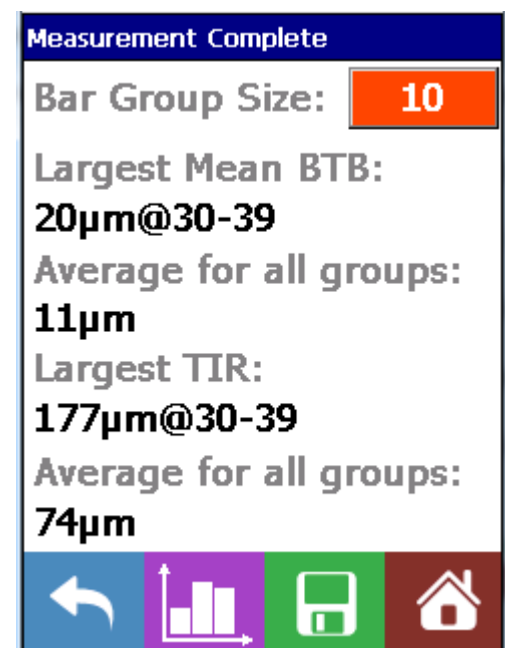 Measurement Complete
Bar Group Size: 10
Largest Mean BTB:
20µm@30-39
Average for all groups:
11µm
Largest TIR:
177µm@30-39
Average for all groups:
74µm